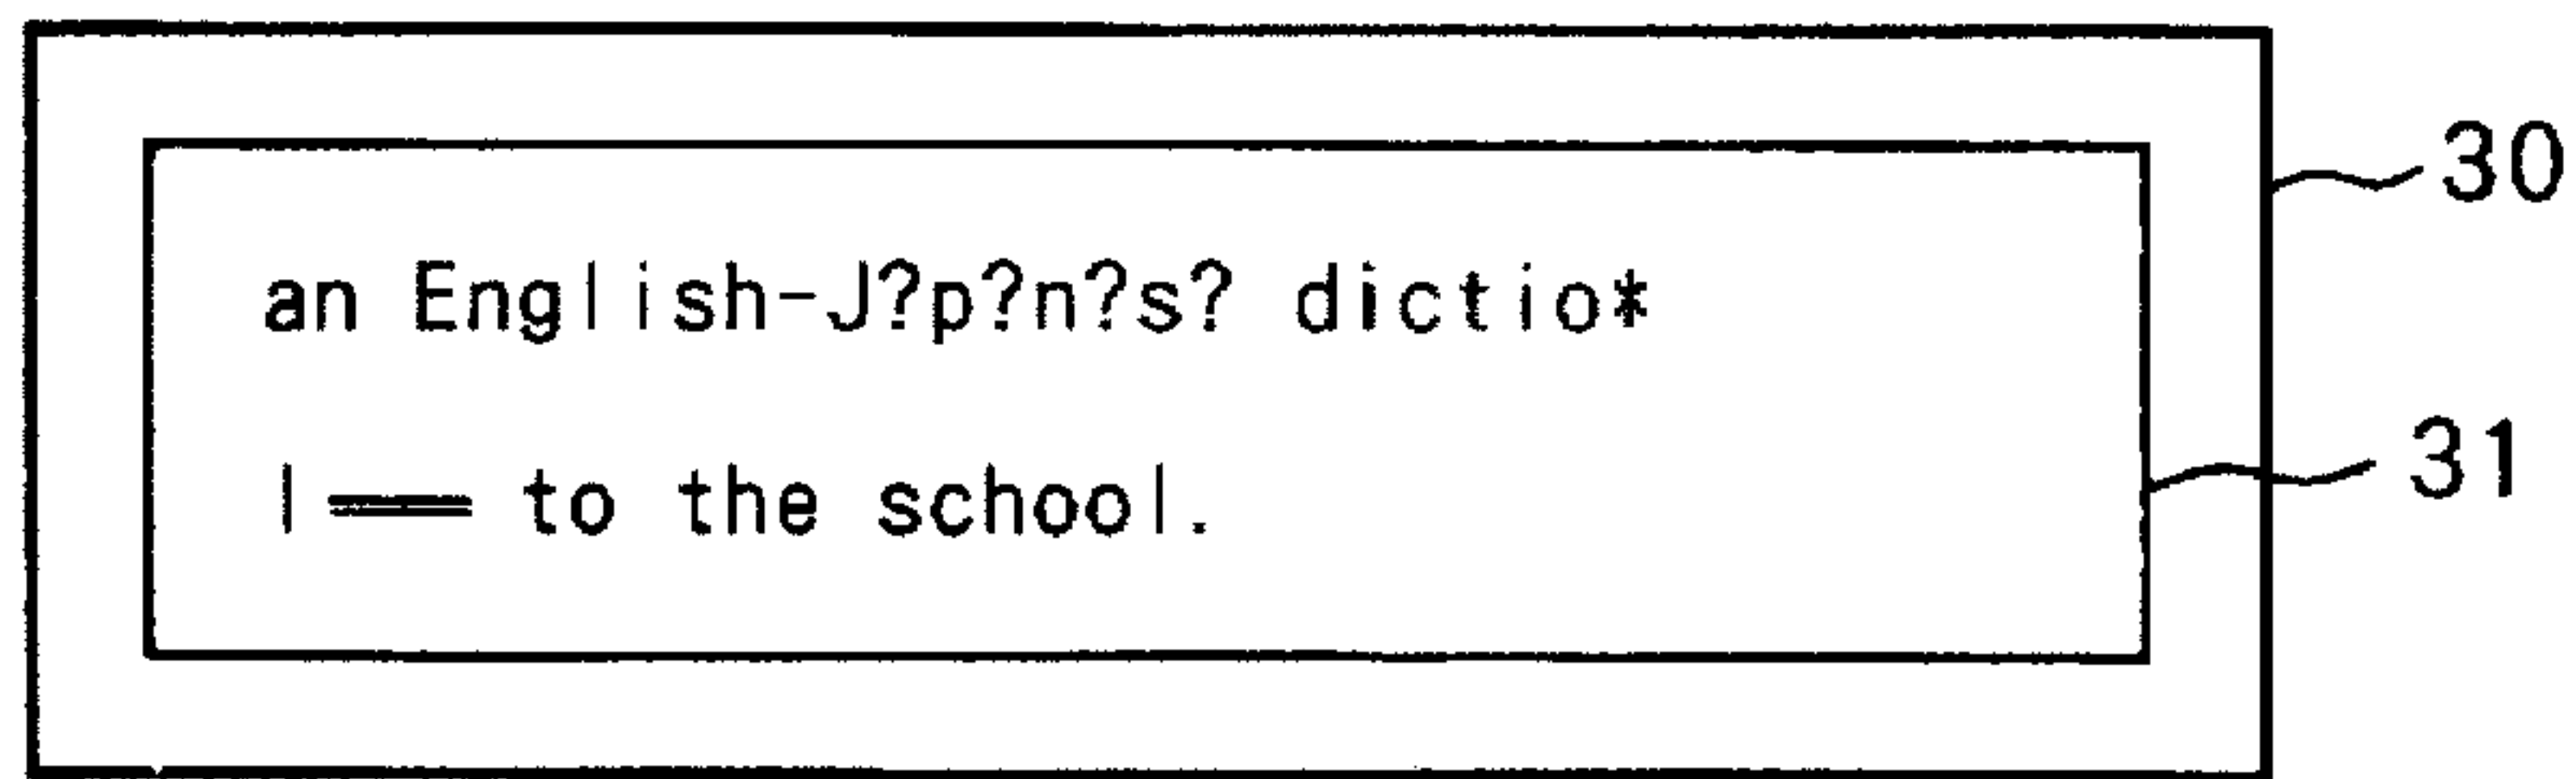 an English-J?p?n?s? dictio*
I == to the school.
30
31